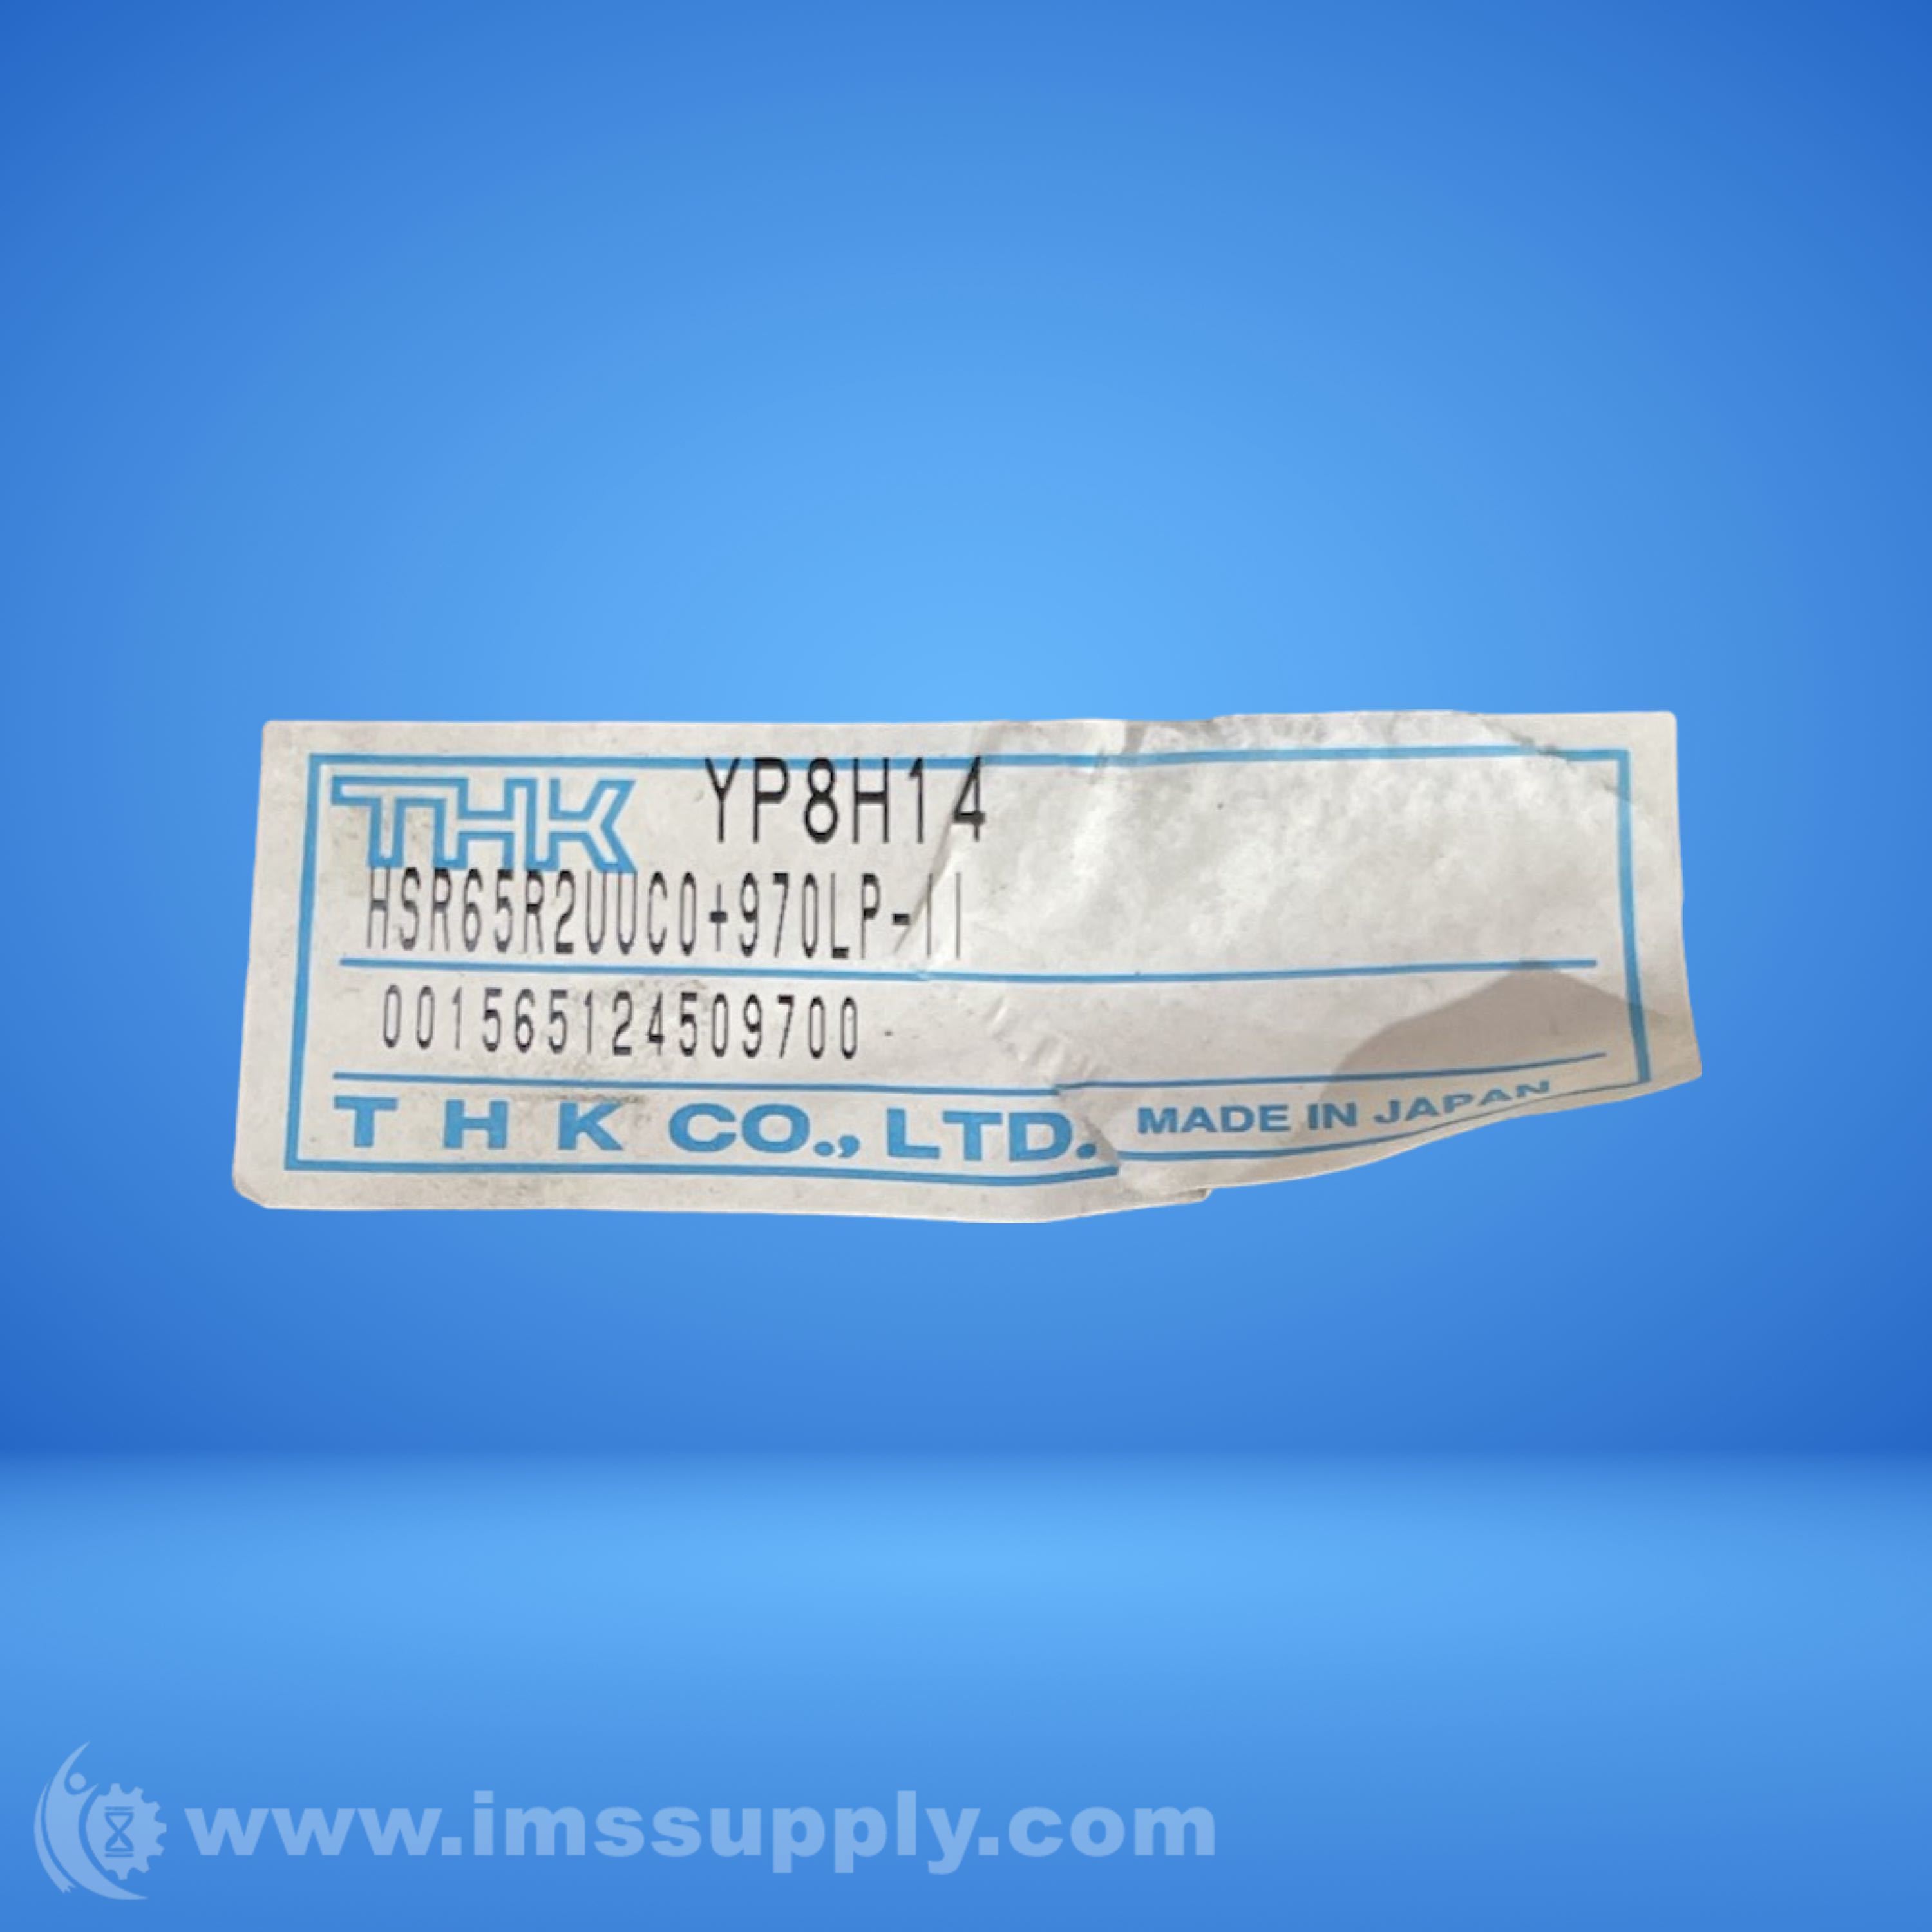 THK YP8H14
HSR65R2UUC0+970LP-II
001565124509700
T H K CO., LTD. MADE IN JAPAN
www.imssupply.com